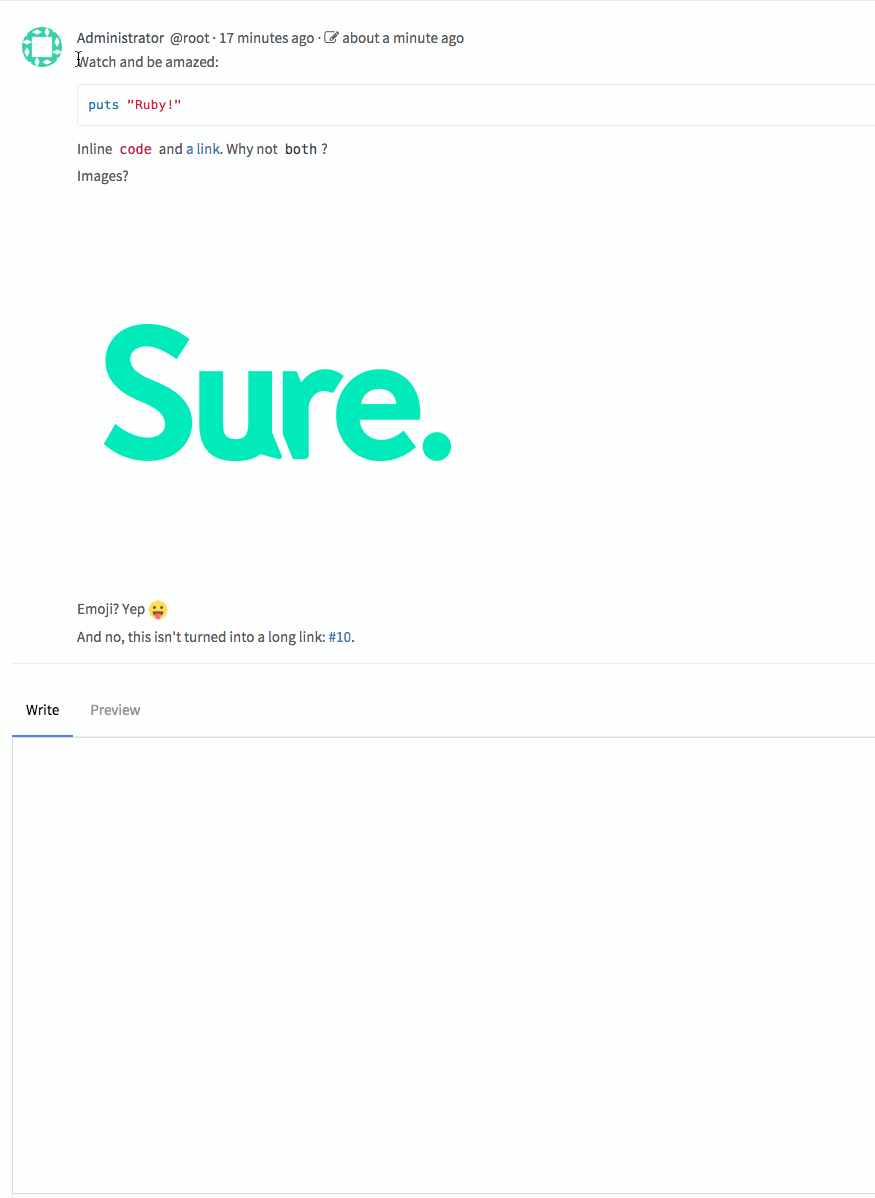 Administrator @root · 17 minutes ago · about a minute ago
Watch and be amazed:
puts "Ruby!"
Inline code and a link. Why not both ?
Images?
Sure.
Emoji? Yep 😛
And no, this isn't turned into a long link: #10.
Write Preview